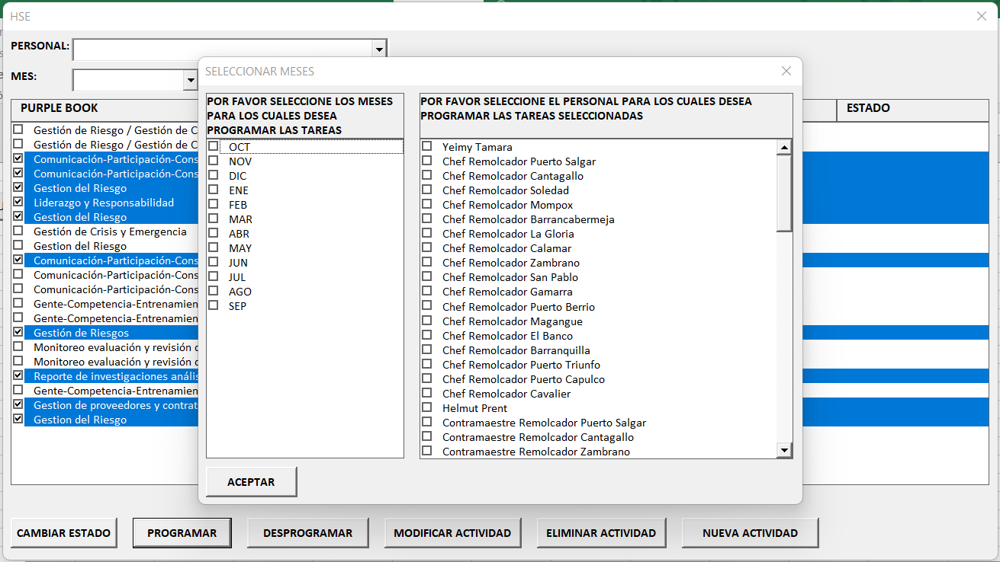 HSE
PERSONAL:
MES:
PURPLE BOOK
ESTADO
Gestión de Riesgo / Gestión de C
Gestión de Riesgo / Gestión de C
Comunicación-Participación-Cons
Comunicación-Participación-Cons
Gestion del Riesgo
Liderazgo y Responsabilidad
Gestion del Riesgo
Gestión de Crisis y Emergencia
Gestion del Riesgo
Comunicación-Participación-Cons
Comunicación-Participación-Cons
Comunicación-Participación-Cons
Gente-Competencia-Entrenamien
Gente-Competencia-Entrenamien
Gestión de Riesgos
Monitoreo evaluación y revisión
Monitoreo evaluación y revisión
Reporte de investigaciones anális
Gente-Competencia-Entrenamien
Gestion de proveedores y contrat
Gestion del Riesgo
SELECCIONAR MESES
POR FAVOR SELECCIONE LOS MESES
PARA LOS CUALES DESEA
PROGRAMAR LAS TAREAS
OCT
NOV
DIC
ENE
FEB
MAR
ABR
MAY
JUN
JUL
AGO
SEP
POR FAVOR SELECCIONE EL PERSONAL PARA LOS CUALES DESEA
PROGRAMAR LAS TAREAS SELECCIONADAS
Yeimy Tamara
Chef Remolcador Puerto Salgar
Chef Remolcador Cantagallo
Chef Remolcador Soledad
Chef Remolcador Mompox
Chef Remolcador Barrancabermeja
Chef Remolcador La Gloria
Chef Remolcador Calamar
Chef Remolcador Zambrano
Chef Remolcador San Pablo
Chef Remolcador Gamarra
Chef Remolcador Puerto Berrio
Chef Remolcador Magangue
Chef Remolcador El Banco
Chef Remolcador Barranquilla
Chef Remolcador Puerto Triunfo
Chef Remolcador Puerto Capulco
Chef Remolcador Cavalier
Helmut Prent
Contramaestre Remolcador Puerto Salgar
Contramaestre Remolcador Cantagallo
Contramaestre Remolcador Zambrano
ACEPTAR
CAMBIAR ESTADO
PROGRAMAR
DESPROGRAMAR
MODIFICAR ACTIVIDAD
ELIMINAR ACTIVIDAD
NUEVA ACTIVIDAD